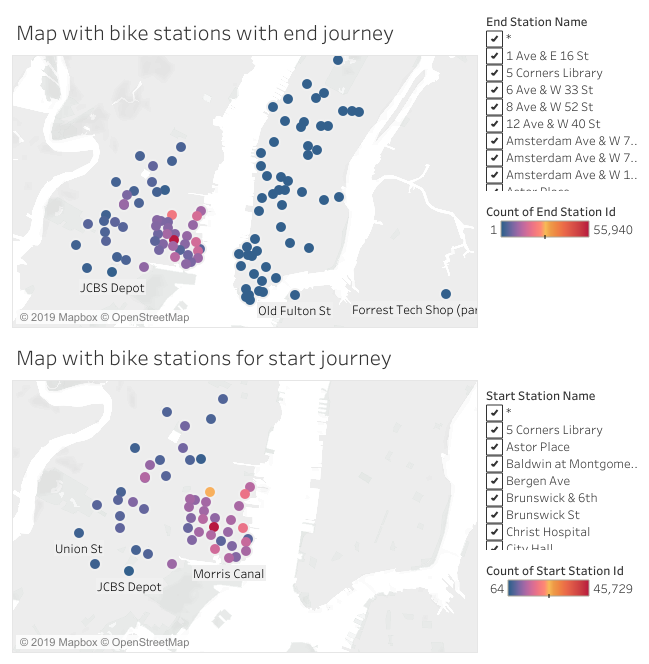 Map with bike stations with end journey
JCBS Depot
Old Fulton St
Forrest Tech Shop (par
© 2019 Mapbox © OpenStreetMap
End Station Name
*
1 Ave & E 16 St
5 Corners Library
6 Ave & W 33 St
8 Ave & W 52 St
12 Ave & W 40 St
Amsterdam Ave & W 7..
Amsterdam Ave & W 7..
Amsterdam Ave & W 1..
Astor Place
Count of End Station Id
1
55,940
Map with bike stations for start journey
Union St
JCBS Depot
Morris Canal
© 2019 Mapbox © OpenStreetMap
Start Station Name
*
5 Corners Library
Astor Place
Baldwin at Montgome..
Bergen Ave
Brunswick & 6th
Brunswick St
Christ Hospital
City Hall
Count of Start Station Id
64
45,729